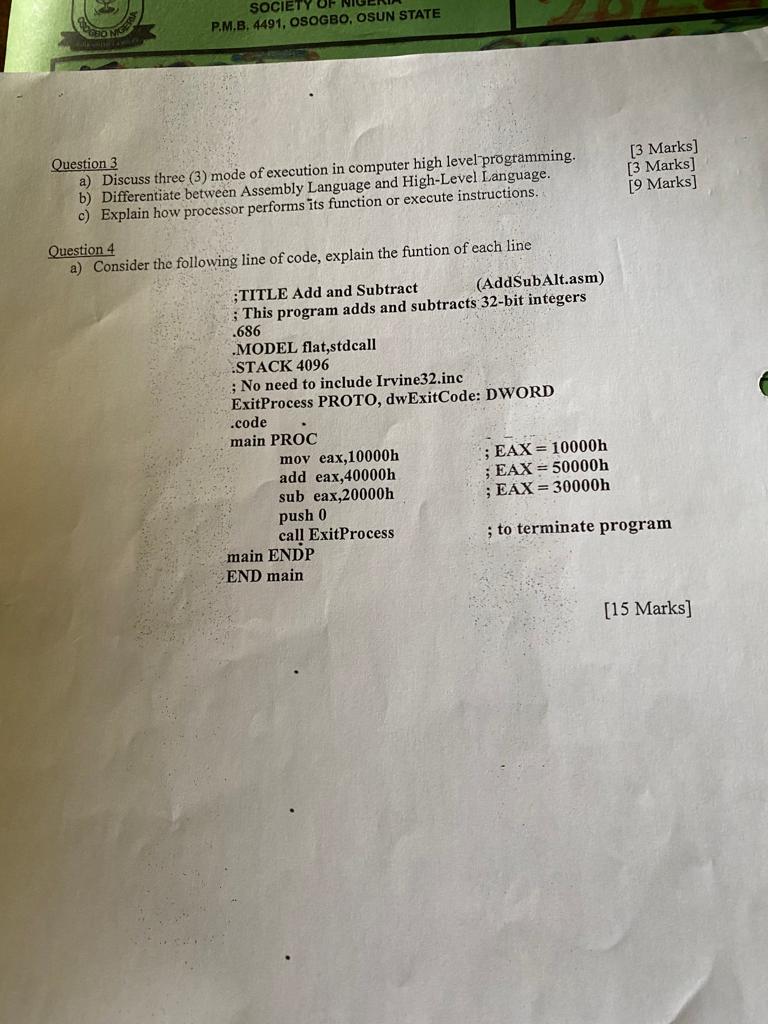 SOCIETY OF NIGERIA
P.M.B. 4491, OSOGBO, OSUN STATE
OSOGBO NIGERIA
Question 3
a) Discuss three (3) mode of execution in computer high level programming. [3 Marks]
b) Differentiate between Assembly Language and High-Level Language. [3 Marks]
c) Explain how processor performs its function or execute instructions. [9 Marks]
Question 4
a) Consider the following line of code, explain the funtion of each line
;TITLE Add and Subtract (AddSubAlt.asm)
; This program adds and subtracts 32-bit integers
.686
.MODEL flat,stdcall
.STACK 4096
; No need to include Irvine32.inc
ExitProcess PROTO, dwExitCode: DWORD
.code
main PROC
mov eax,10000h ; EAX = 10000h
add eax,40000h ; EAX = 50000h
sub eax,20000h ; EAX = 30000h
push 0
call ExitProcess ; to terminate program
main ENDP
END main
[15 Marks]